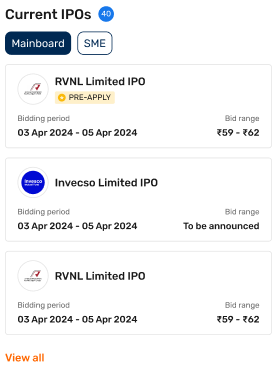 Current IPOs 40
Mainboard SME
RVNL Limited IPO
PRE-APPLY
Bidding period Bid range
03 Apr 2024 - 05 Apr 2024 ₹59 - ₹62
Invesco
Invecso Limited IPO
Bidding period Bid range
03 Apr 2024 - 05 Apr 2024 To be announced
RVNL Limited IPO
Bidding period Bid range
03 Apr 2024 - 05 Apr 2024 ₹59 - ₹62
View all